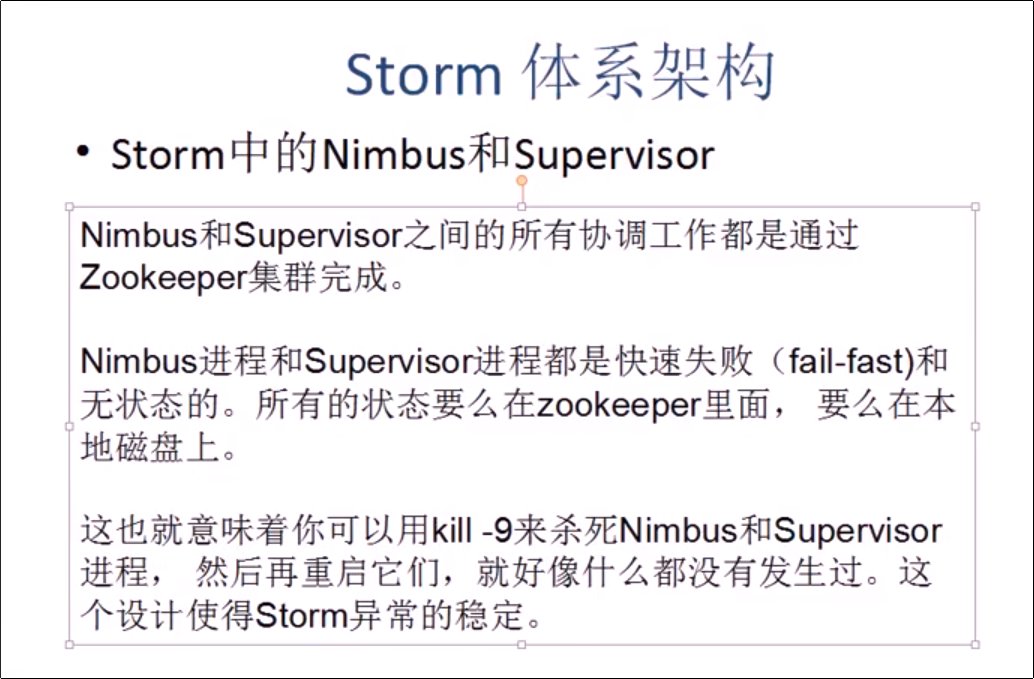 Storm 体系架构
• Storm中的Nimbus和Supervisor
Nimbus和Supervisor之间的所有协调工作都是通过
Zookeeper集群完成。
Nimbus进程和Supervisor进程都是快速失败（fail-fast)和
无状态的。所有的状态要么在zookeeper里面， 要么在本
地磁盘上。
这也就意味着你可以用kill -9来杀死Nimbus和Supervisor
进程， 然后再重启它们，就好像什么都没有发生过。这
个设计使得Storm异常的稳定。